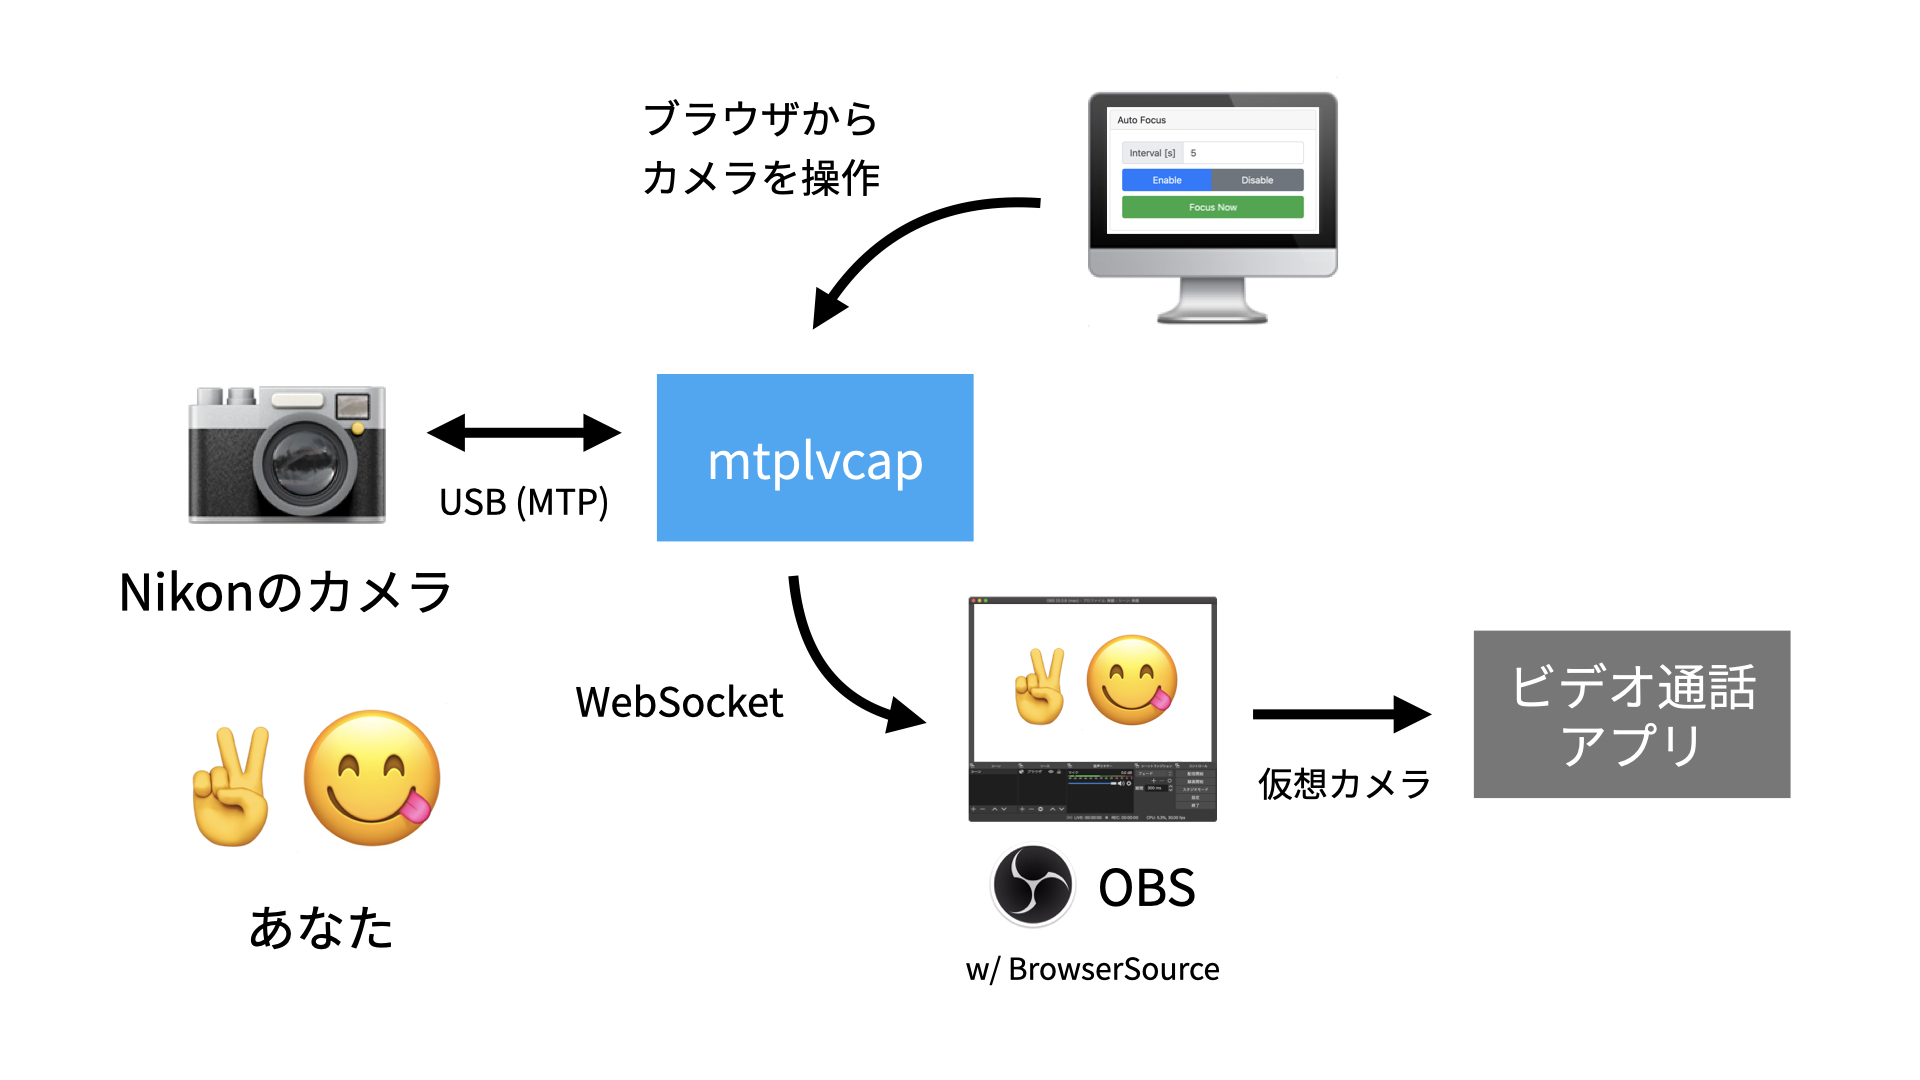 ブラウザから
カメラを操作
Auto Focus
Interval [s] 5
Enable Disable
Focus Now
mtplvcap
USB (MTP)
Nikonのカメラ
WebSocket
ビデオ通話
アプリ
仮想カメラ
あなた
OBS
w/ BrowserSource